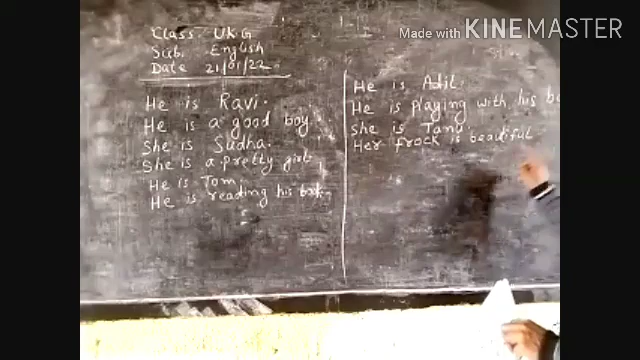 Made with KINEMASTER
Class. UKG
Sub. English
Date 21/01/22
He is Ravi.
He is a good boy.
She is Sudha.
She is a pretty girl.
He is Tom.
He is reading his book.
He is Adil.
He is playing with his
She is Tanu.
Her frock is beautiful